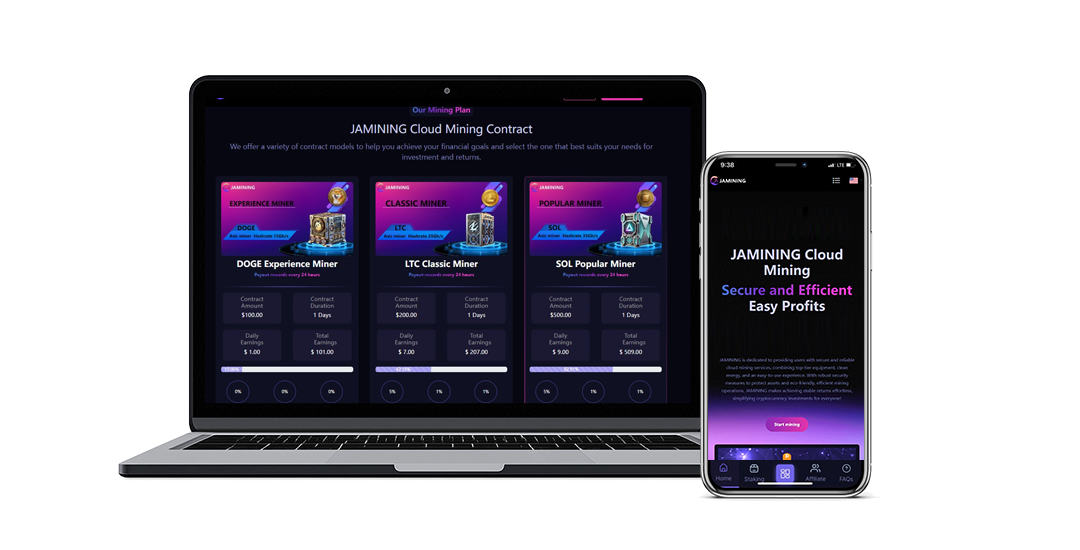 Our Mining Plan
JAMINING Cloud Mining Contract
We offer a variety of contract models to help you achieve your financial goals and select the one that best suits your needs for
investment and returns.
JAMINING
EXPERIENCE MINER
DOGE
DOGE Experience Miner
Payout records every 24 hours
Contract
Amount
$100.00
Contract
Duration
1 Days
Daily
Earnings
$ 1.00
Total
Earnings
$ 101.00
0%
0%
0%
JAMINING
CLASSIC MINER
LTC
LTC Classic Miner
Payout records every 24 hours
Contract
Amount
$200.00
Contract
Duration
1 Days
Daily
Earnings
$ 7.00
Total
Earnings
$ 207.00
5%
1%
1%
JAMINING
POPULAR MINER
SOL
SOL Popular Miner
Payout records every 24 hours
Contract
Amount
$500.00
Contract
Duration
1 Days
Daily
Earnings
$ 9.00
Total
Earnings
$ 509.00
5%
1%
1%
9:38
LTE
JAMINING
JAMINING Cloud
Mining
Secure and Efficient
Easy Profits
JAMINING is dedicated to providing users with secure and reliable
cloud mining services, combining top-tier equipment, clean
energy, and an easy-to-use experience. With robust security
measures to protect assets and eco-friendly, efficient mining
operations, JAMINING makes achieving stable returns effortless,
simplifying cryptocurrency investments for everyone!
Start mining
Home
Staking
Affiliate
FAQs